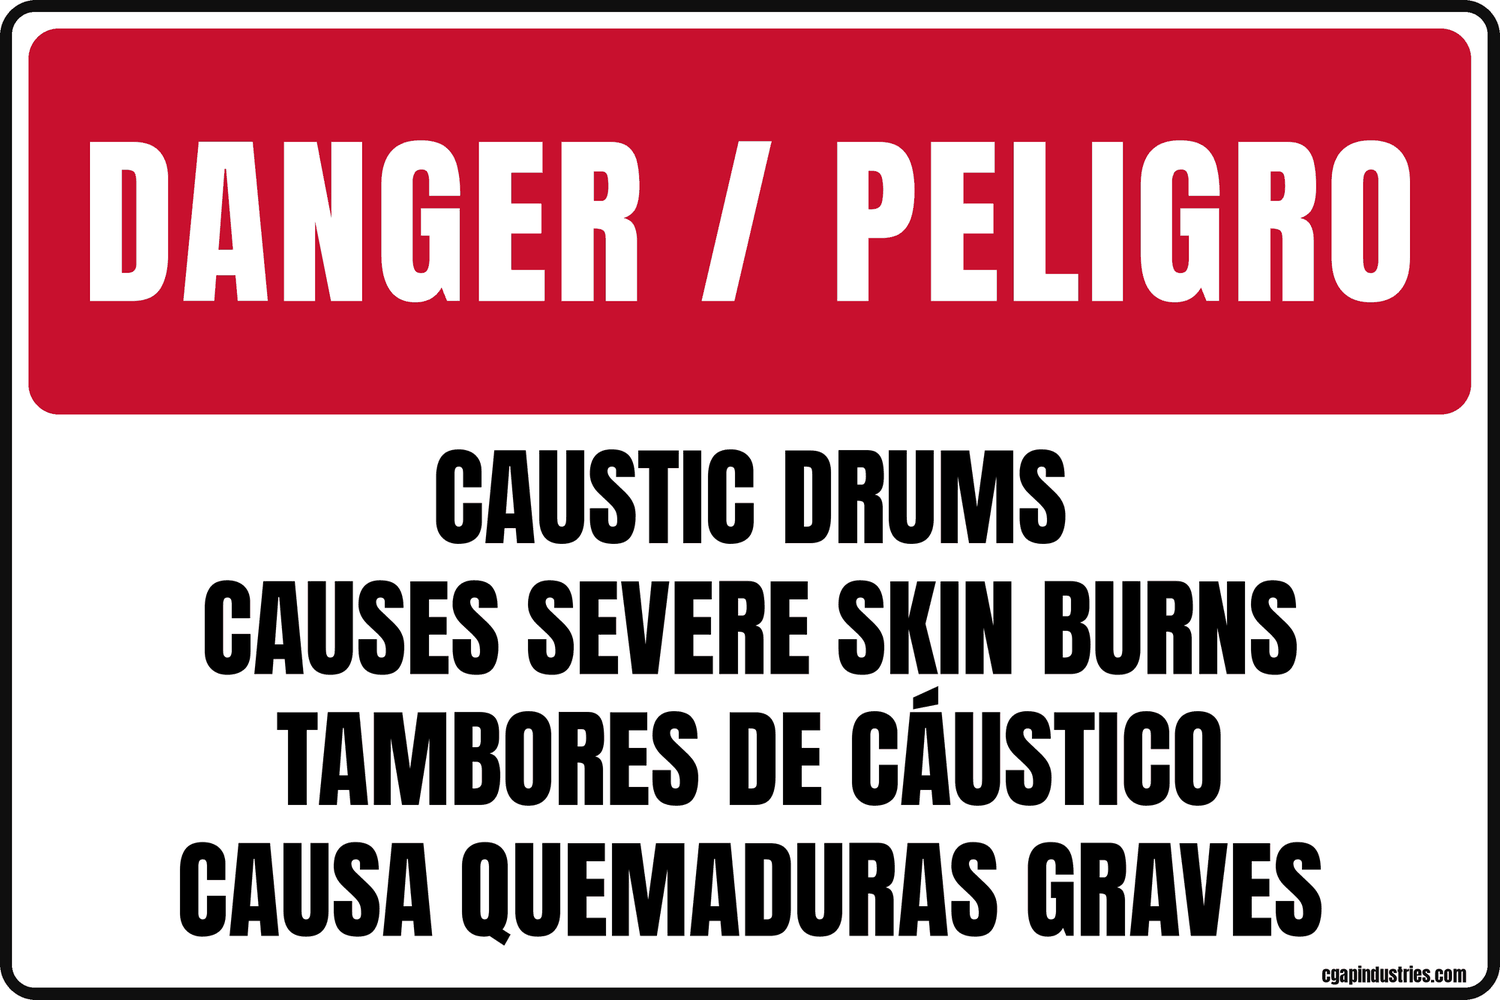 DANGER / PELIGRO
CAUSTIC DRUMS
CAUSES SEVERE SKIN BURNS
TAMBORES DE CÁUSTICO
CAUSA QUEMADURAS GRAVES
cgapindustries.com